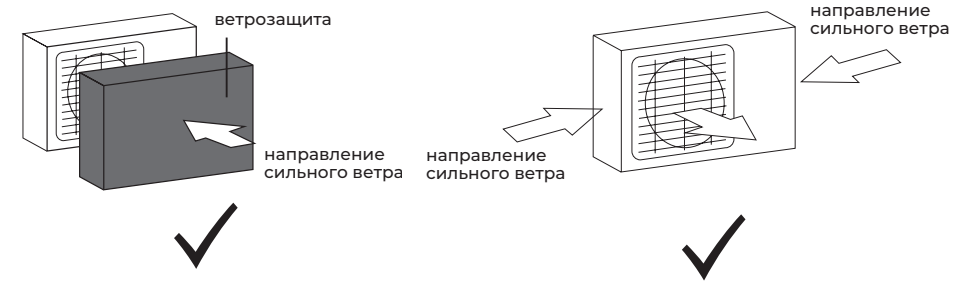 ветрозащита
направление
сильного ветра
направление
сильного ветра
направление
сильного ветра